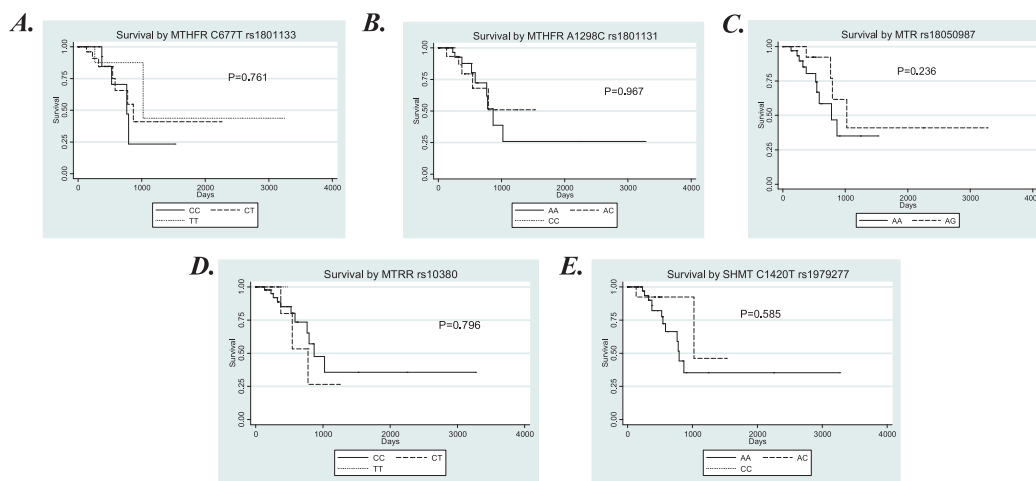 A.
Survival by MTHFR C677T rs1801133
P=0.761
Survival
0.00 0.25 0.50 0.75 1.00
0 1000 2000 3000 4000
Days
CC CT
TT
B.
Survival by MTHFR A1298C rs1801131
P=0.967
Survival
0.00 0.25 0.50 0.75 1.00
0 1000 2000 3000 4000
Days
AA AC
CC
C.
Survival by MTR rs18050987
P=0.236
Survival
0.00 0.25 0.50 0.75 1.00
0 1000 2000 3000 4000
Days
AA AG
D.
Survival by MTRR rs10380
P=0.796
Survival
0.00 0.25 0.50 0.75 1.00
0 1000 2000 3000 4000
Days
CC CT
TT
E.
Survival by SHMT C1420T rs1979277
P=0.585
Survival
0.00 0.25 0.50 0.75 1.00
0 1000 2000 3000 4000
Days
AA AC
CC